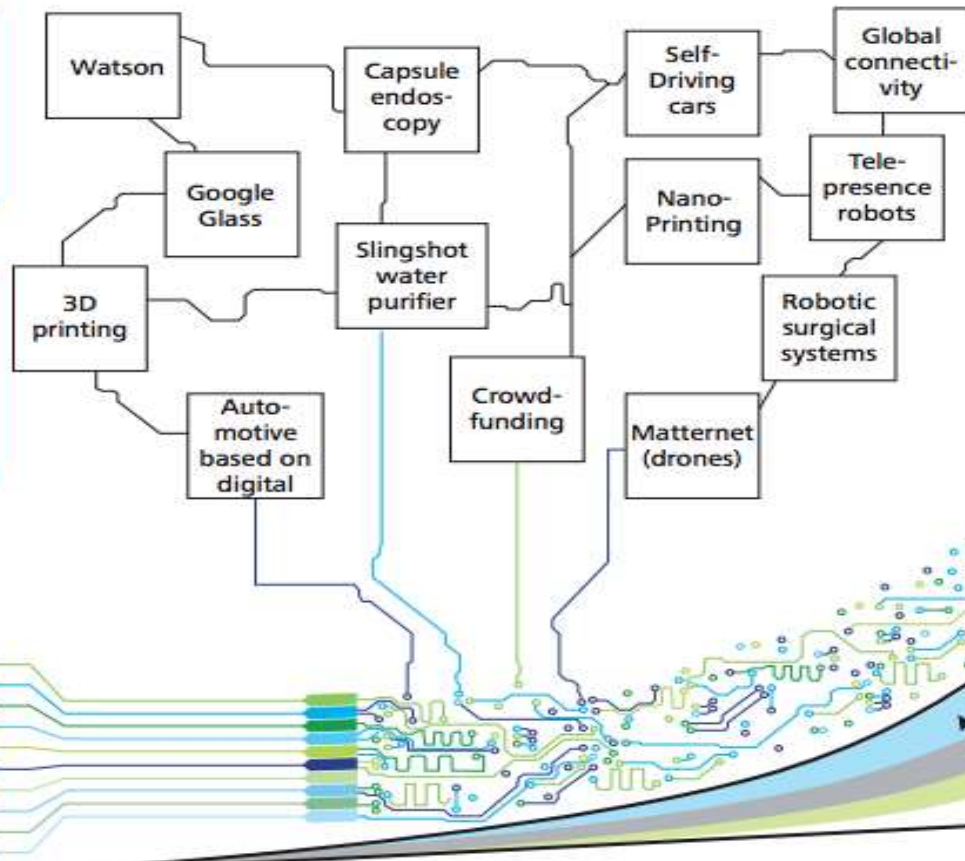 Watson
Capsule
endos-
copy
Self-
Driving
cars
Global
connecti-
vity
Google
Glass
Slingshot
water
purifier
Nano-
Printing
Tele-
presence
robots
3D
printing
Robotic
surgical
systems
Auto-
motive
based on
digital
Crowd-
funding
Matternet
(drones)